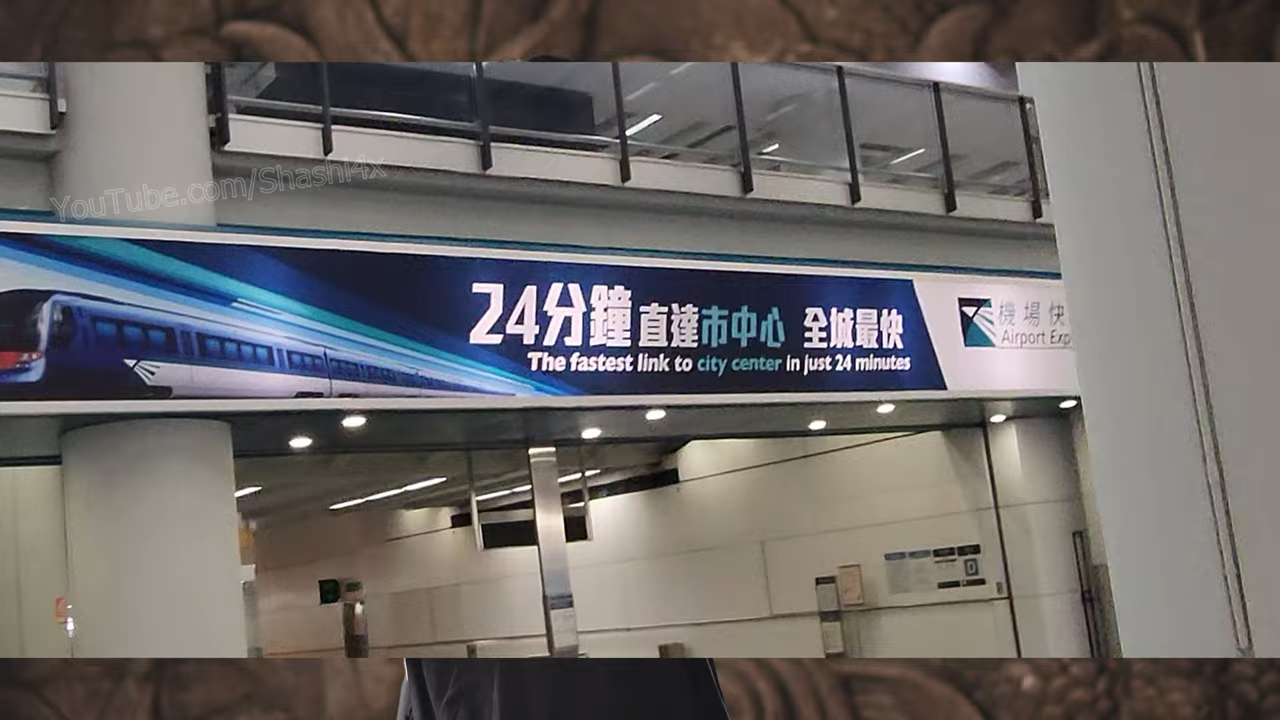 YouTube.com/Shashi4x
24分鐘直達市中心 全城最快
The fastest link to city center in just 24 minutes
機場快
Airport Exp